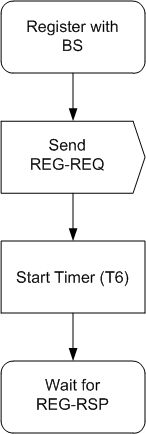 Register with
BS
Send
REG-REQ
Start Timer (T6)
Wait for
REG-RSP